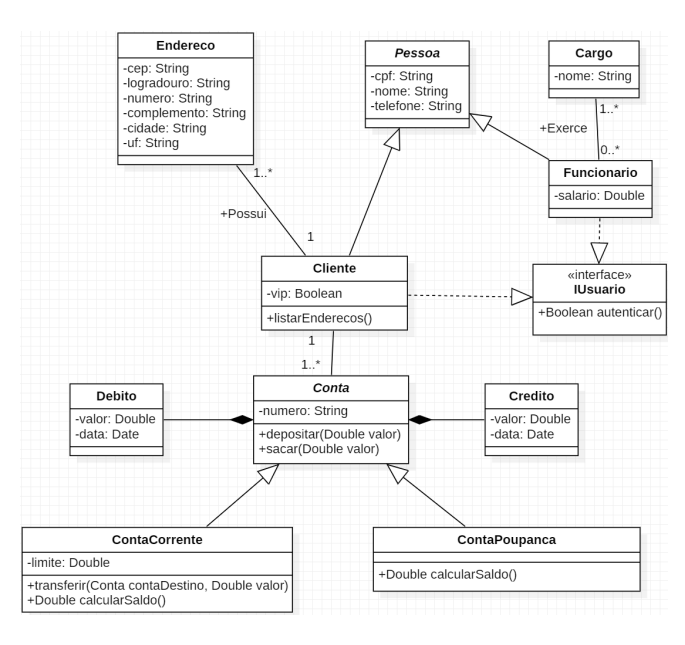 Endereco
-cep: String
-logradouro: String
-numero: String
-complemento: String
-cidade: String
-uf: String
Pessoa
-cpf: String
-nome: String
-telefone: String
Cargo
-nome: String
1..*
+Exerce
0..*
Funcionario
-salario: Double
1..*
+Possui
1
Cliente
-vip: Boolean
+listarEnderecos()
«interface»
IUsuario
+Boolean autenticar()
1
1..*
Debito
-valor: Double
-data: Date
Conta
-numero: String
+depositar(Double valor)
+sacar(Double valor)
Credito
-valor: Double
-data: Date
ContaCorrente
-limite: Double
+transferir(Conta contaDestino, Double valor)
+Double calcularSaldo()
ContaPoupanca
+Double calcularSaldo()